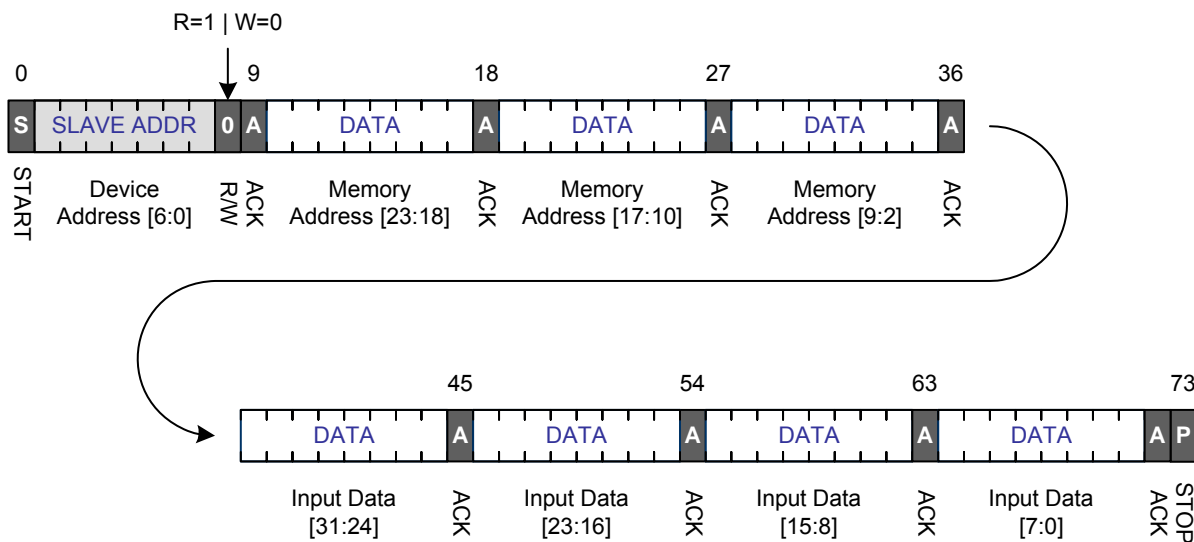 R=1 | W=0
0 9 18 27 36
S SLAVE ADDR 0 A DATA A DATA A DATA A
START Device Address [6:0] R/W ACK Memory Address [23:18] ACK Memory Address [17:10] ACK Memory Address [9:2] ACK
45 54 63 73
DATA A DATA A DATA A DATA A P
Input Data [31:24] ACK Input Data [23:16] ACK Input Data [15:8] ACK Input Data [7:0] ACK STOP